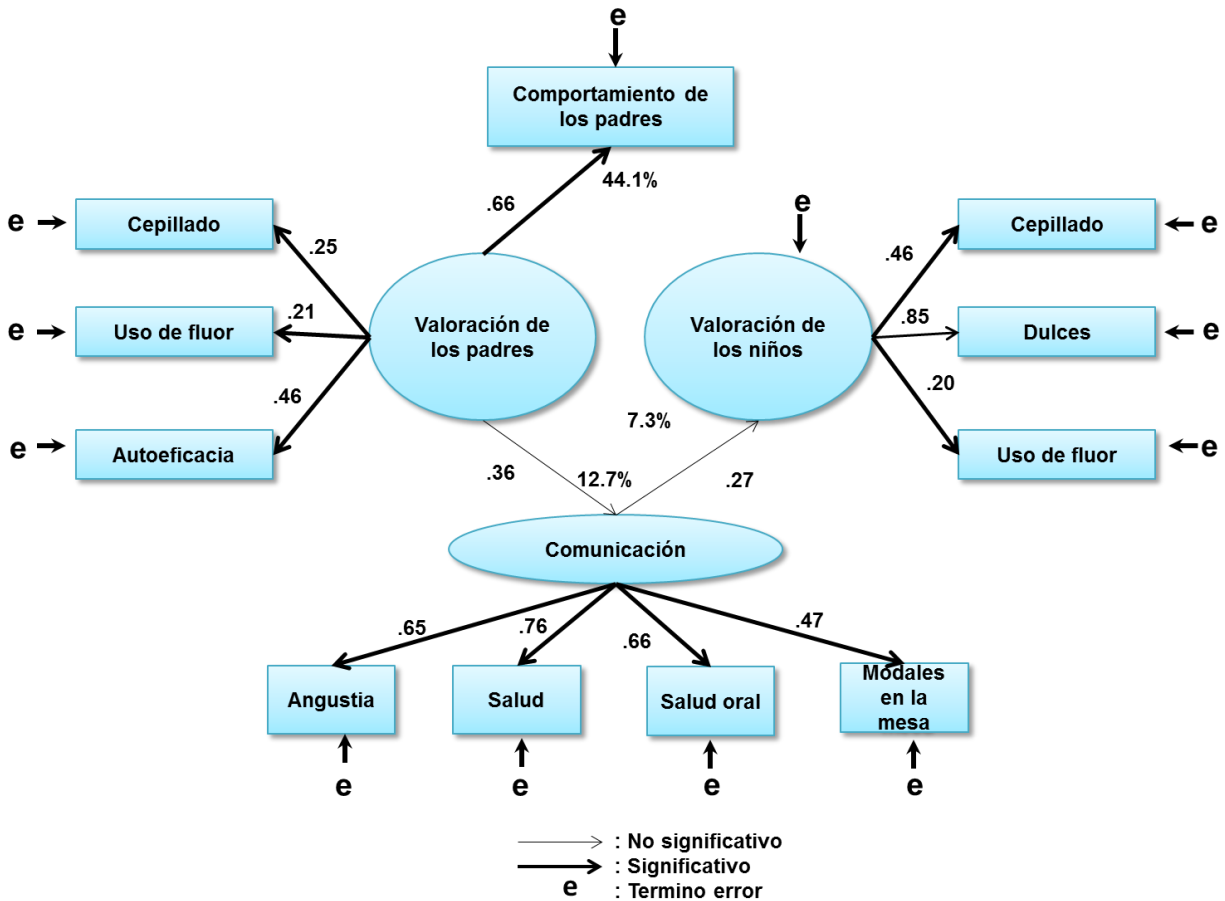 e
Comportamiento de
los padres
44.1%
.66
e
e
Cepillado
.25
Cepillado
e
.46
e
Uso de fluor
.21
Valoración de
los padres
Valoración de
los niños
.85
Dulces
e
.46
.20
e
Autoeficacia
7.3%
Uso de fluor
e
.36
12.7%
.27
Comunicación
.65
.76
.66
.47
Angustia
Salud
Salud oral
Modales
en la
mesa
e
e
e
e
: No significativo
: Significativo
e : Termino error